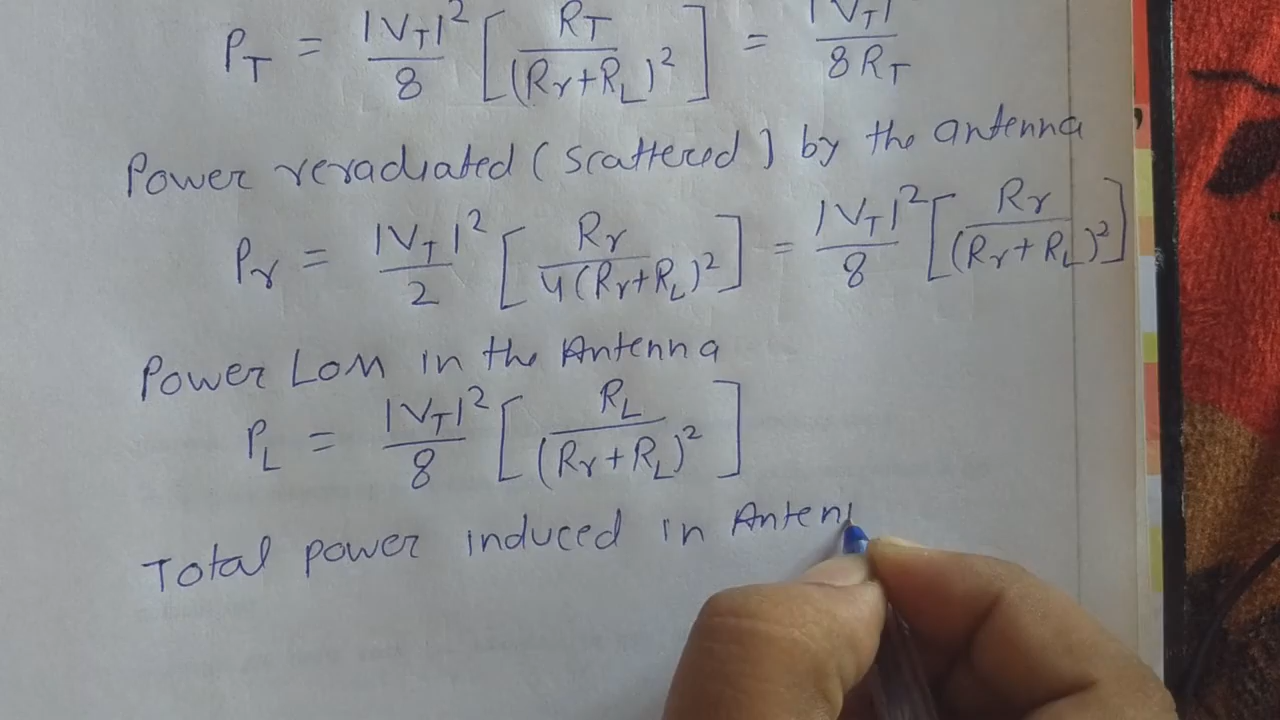 P_T = |V_T|²/8 [R_T/(R_r+R_L)²] = |V_T|/8R_T
Power reradiated (scattered) by the antenna
P_r = |V_T|²/2 [R_r/4(R_r+R_L)²] = |V_T|²/8 [R_r/(R_r+R_L)²]
Power Loss in the Antenna
P_L = |V_T|²/8 [R_L/(R_r+R_L)²]
Total power induced in Anten